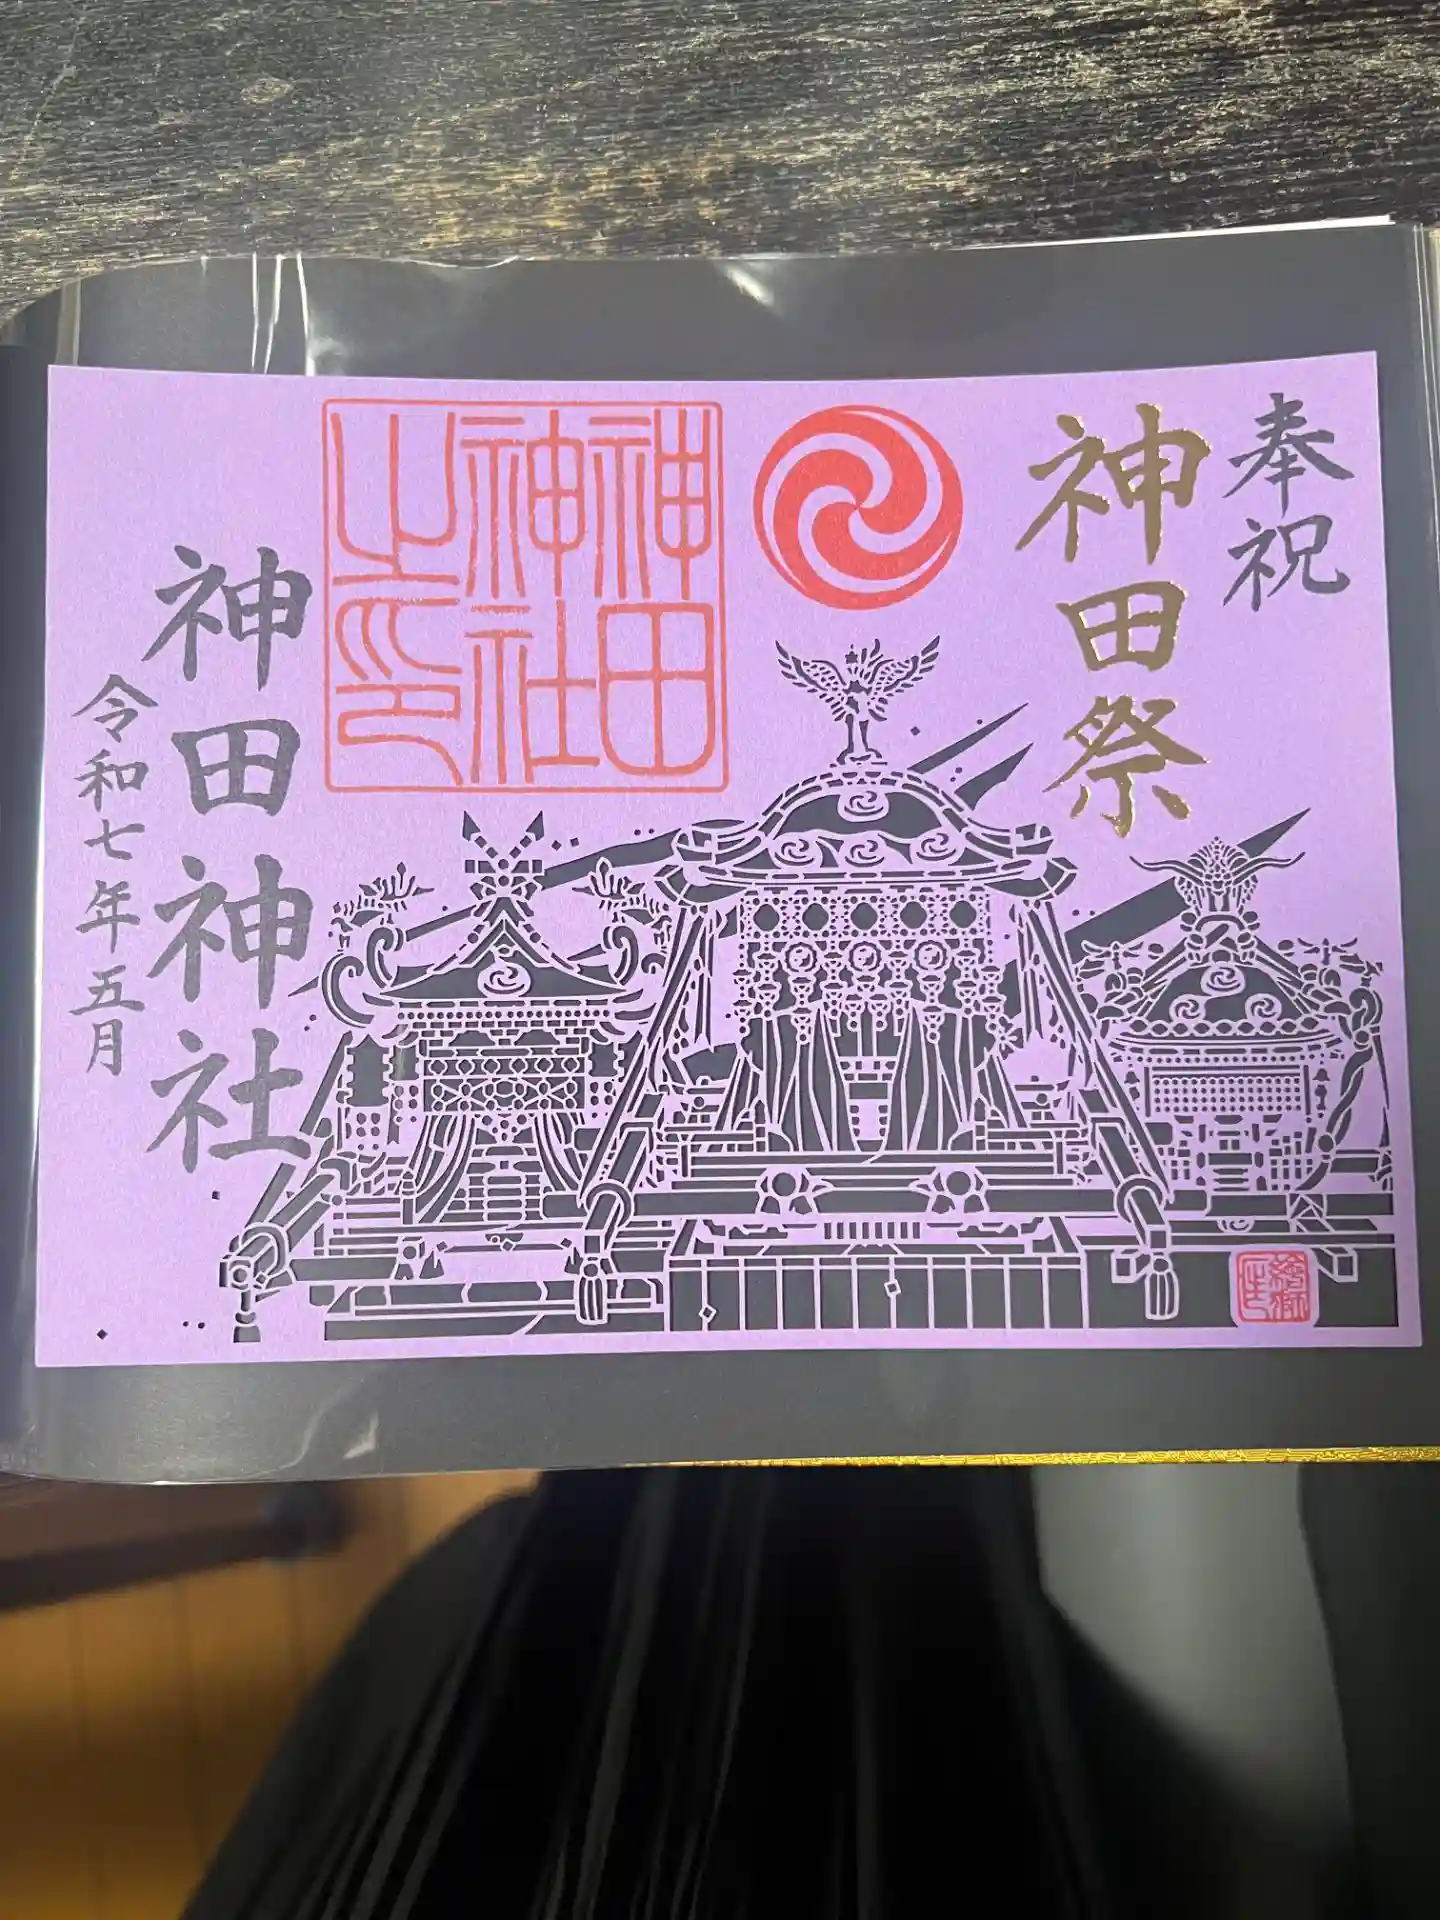 奉祝
神田祭
神田
神社
之印
神田神社
令和七年五月